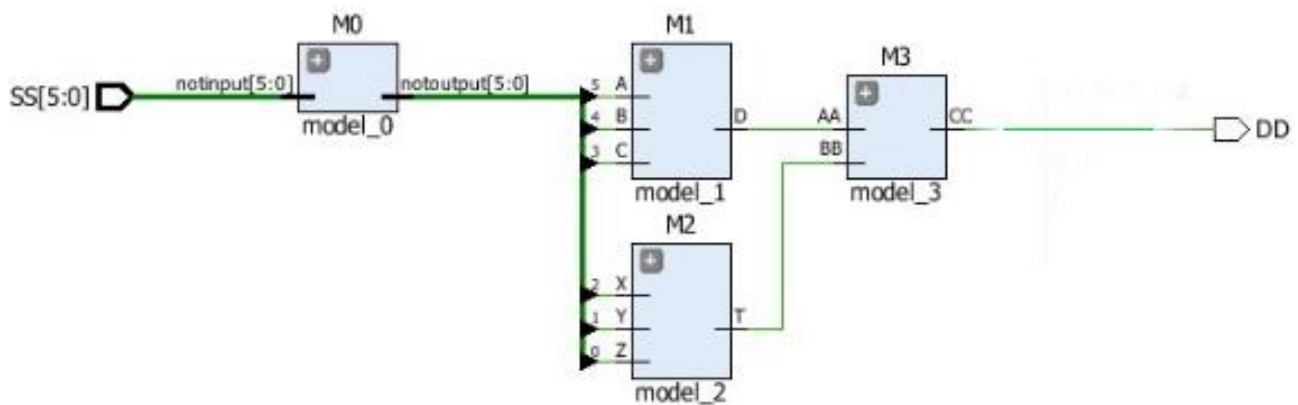 M0
M1
M3
SS[5:0]
notinput[5:0]
notoutput[5:0]
model_0
5 A
4 B
3 C
D
model_1
AA
BB
CC
model_3
DD
M2
2 X
1 Y
0 Z
T
model_2